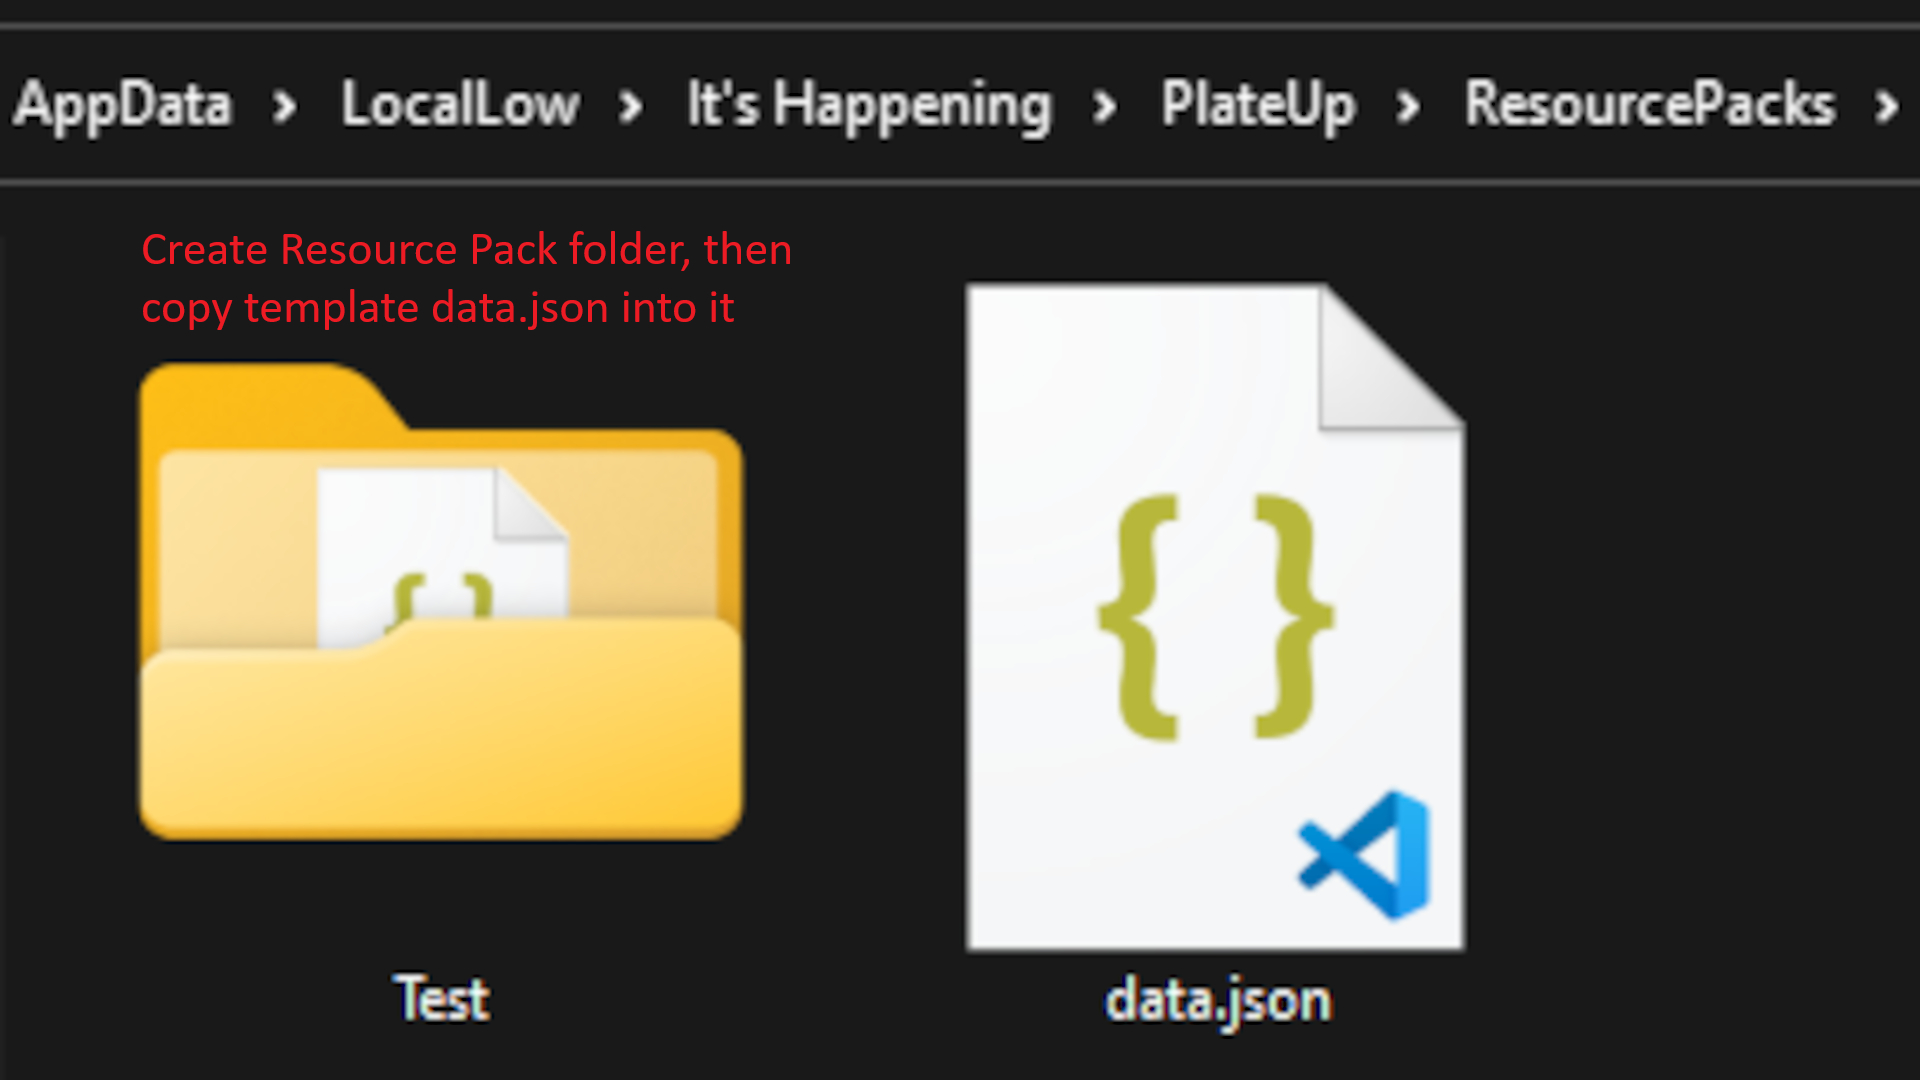 AppData > LocalLow > It's Happening > PlateUp > ResourcePacks >
Create Resource Pack folder, then
copy template data.json into it
{ }
{ }
Test
data.json